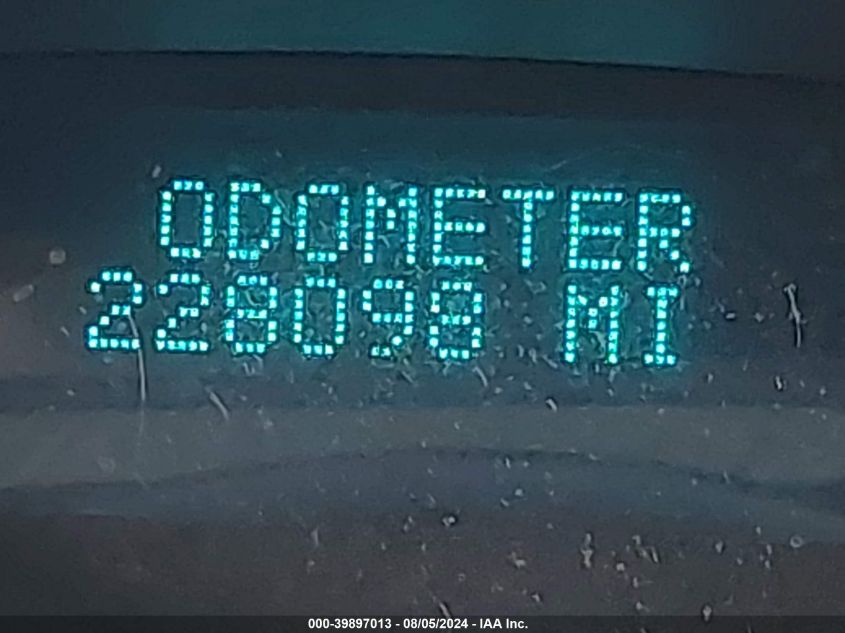 ODOMETER
228098 MI
000-39897013 - 08/05/2024 - IAA Inc.